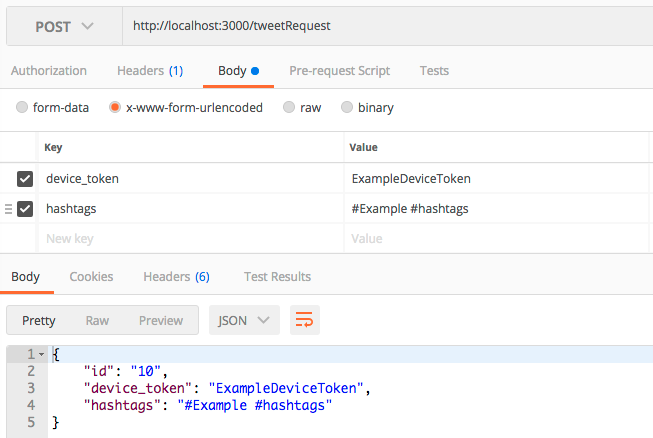 POST http://localhost:3000/tweetRequest
Authorization Headers (1) Body Pre-request Script Tests
form-data x-www-form-urlencoded raw binary
Key Value
device_token ExampleDeviceToken
hashtags #Example #hashtags
New key Value
Body Cookies Headers (6) Test Results
Pretty Raw Preview JSON
1 {
2 "id": "10",
3 "device_token": "ExampleDeviceToken",
4 "hashtags": "#Example #hashtags"
5 }